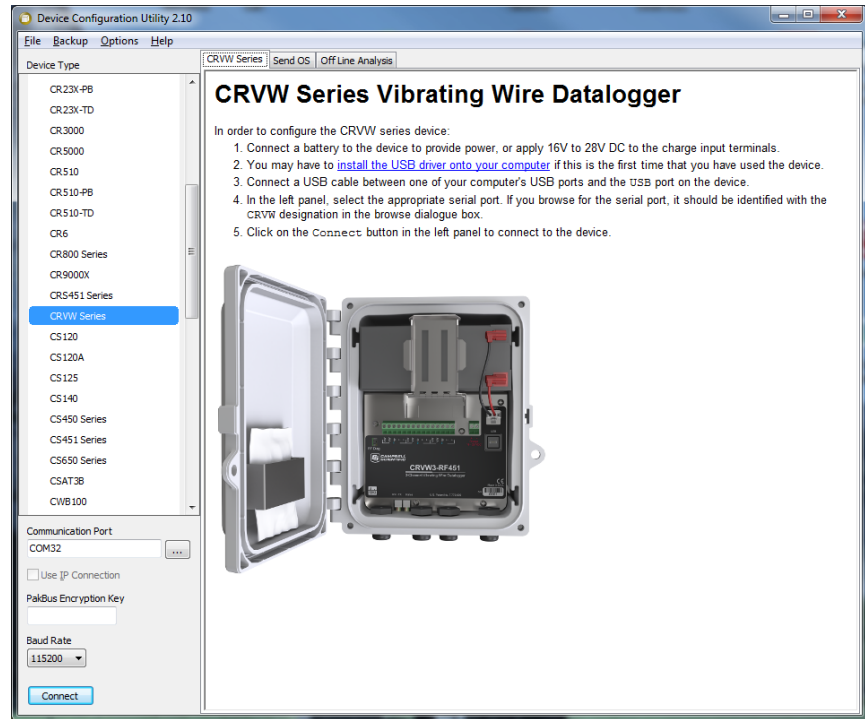 Device Configuration Utility 2.10
File Backup Options Help
Device Type
CR23X-PB
CR23X-TD
CR3000
CR5000
CR510
CR510-PB
CR510-TD
CR6
CR800 Series
CR9000X
CRS451 Series
CRVW Series
CS120
CS120A
CS125
CS140
CS450 Series
CS451 Series
CS650 Series
CSAT3B
CWB100
Communication Port
COM32
...
Use IP Connection
PakBus Encryption Key
Baud Rate
115200
Connect
CRVW Series Send OS Off Line Analysis
CRVW Series Vibrating Wire Datalogger
In order to configure the CRVW series device:
1. Connect a battery to the device to provide power, or apply 16V to 28V DC to the charge input terminals.
2. You may have to install the USB driver onto your computer if this is the first time that you have used the device.
3. Connect a USB cable between one of your computer's USB ports and the USB port on the device.
4. In the left panel, select the appropriate serial port. If you browse for the serial port, it should be identified with the
CRVW designation in the browse dialogue box.
5. Click on the Connect button in the left panel to connect to the device.
CAMPBELL
SCIENTIFIC
CRVW3-RF451